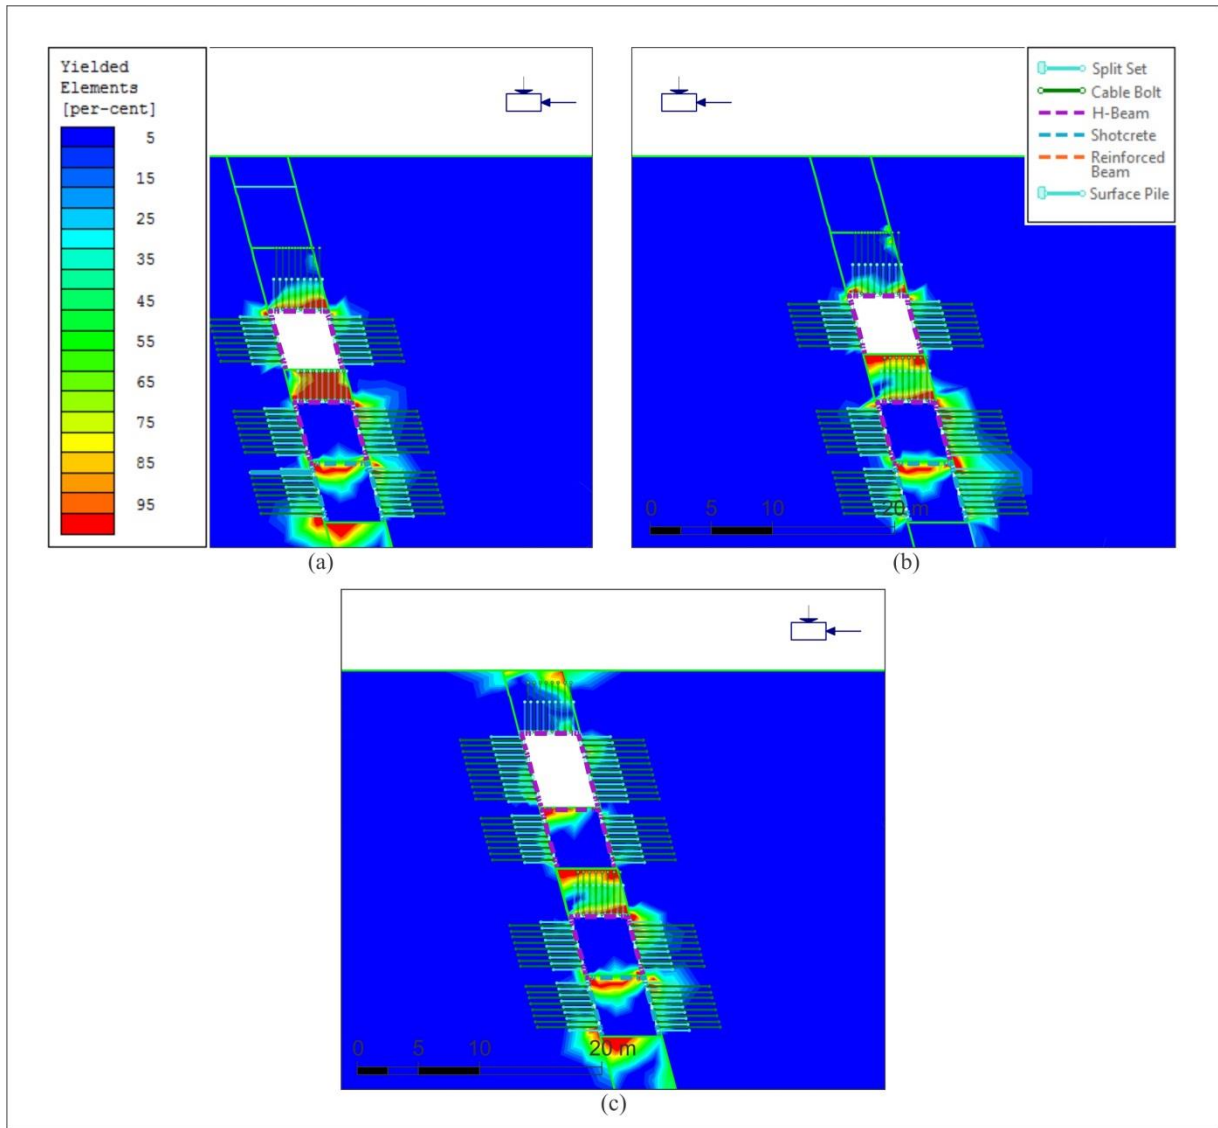 Yielded
Elements
[per-cent]
5
15
25
35
45
55
65
75
85
95
Split Set
Cable Bolt
H-Beam
Shotcrete
Reinforced
Beam
Surface Pile
0 5 10 20 m
(a)
(b)
0 5 10 20 m
(c)